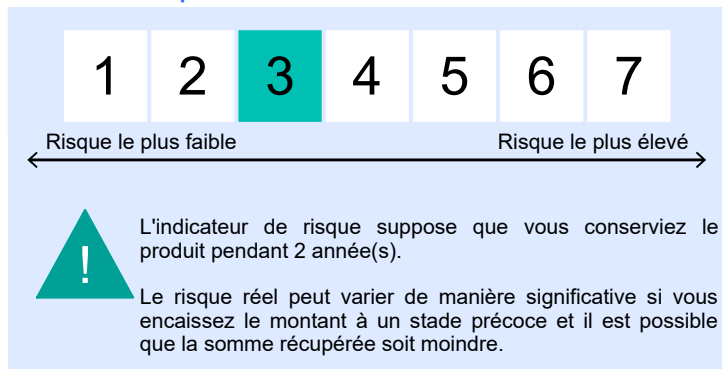 1 2 3 4 5 6 7
Risque le plus faible Risque le plus élevé
!
L'indicateur de risque suppose que vous conserviez le
produit pendant 2 année(s).
Le risque réel peut varier de manière significative si vous
encaissez le montant à un stade précoce et il est possible
que la somme récupérée soit moindre.